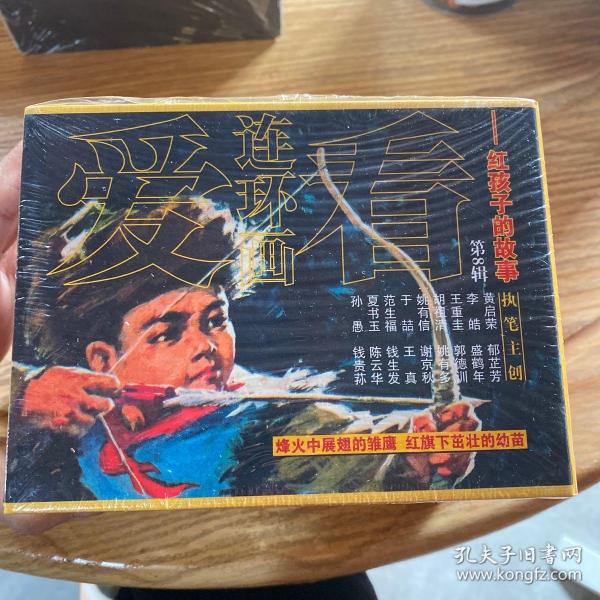 爱看
连环画
——红孩子的故事
第8辑
执笔主创
黄启荣 郁芷芳
李皓 盛鹤年
王重圭 郭德训
胡祖清 姚有多
姚有信 谢京秋
于喆 王真
范生福 钱生发
夏书玉 陈云华
孙愚 钱贵荪
烽火中展翅的雏鹰 红旗下茁壮的幼苗
孔夫子旧书网
www.kongfz.com